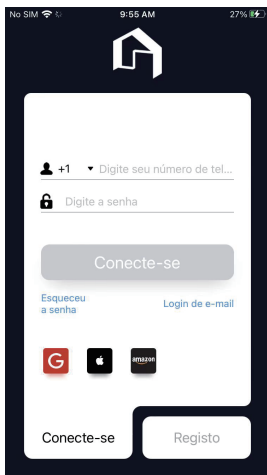 No SIM 9:55 AM 27%
+1 Digite seu número de tel...
Digite a senha
Conecte-se
Esqueceu
a senha
Login de e-mail
G amazon
Conecte-se Registo